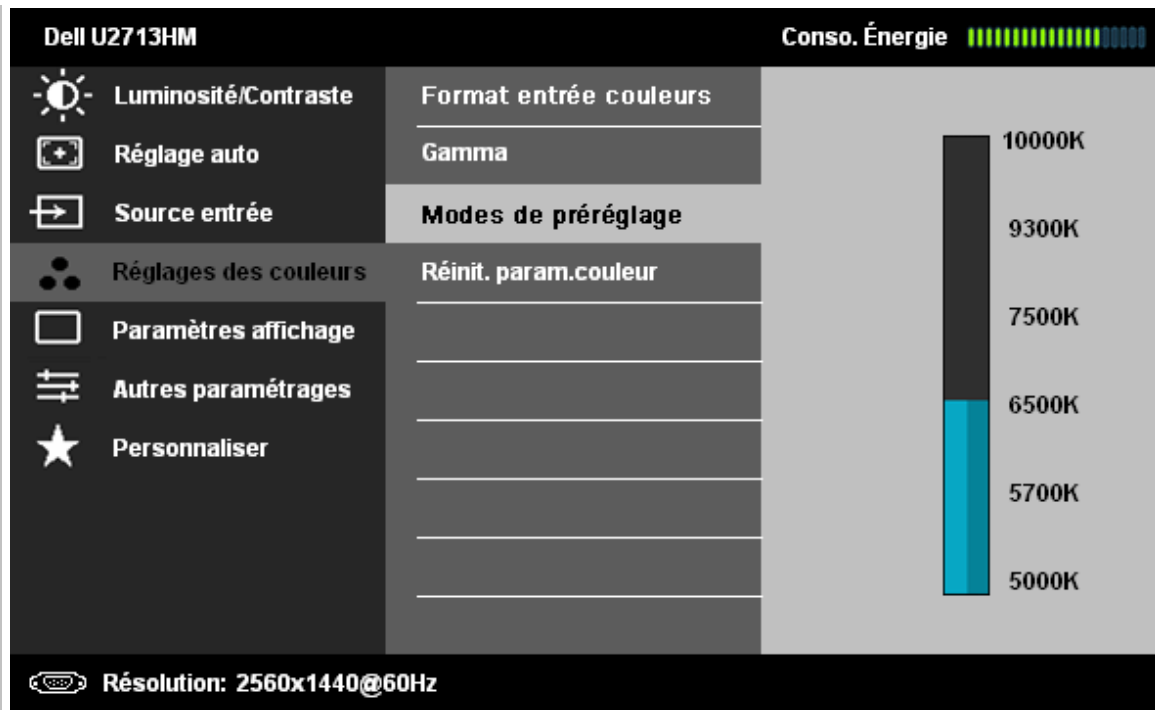 Dell U2713HM
Conso. Énergie
Luminosité/Contraste
Réglage auto
Source entrée
Réglages des couleurs
Paramètres affichage
Autres paramétrages
Personnaliser
Format entrée couleurs
Gamma
Modes de préréglage
Réinit. param.couleur
10000K
9300K
7500K
6500K
5700K
5000K
Résolution: 2560x1440@60Hz